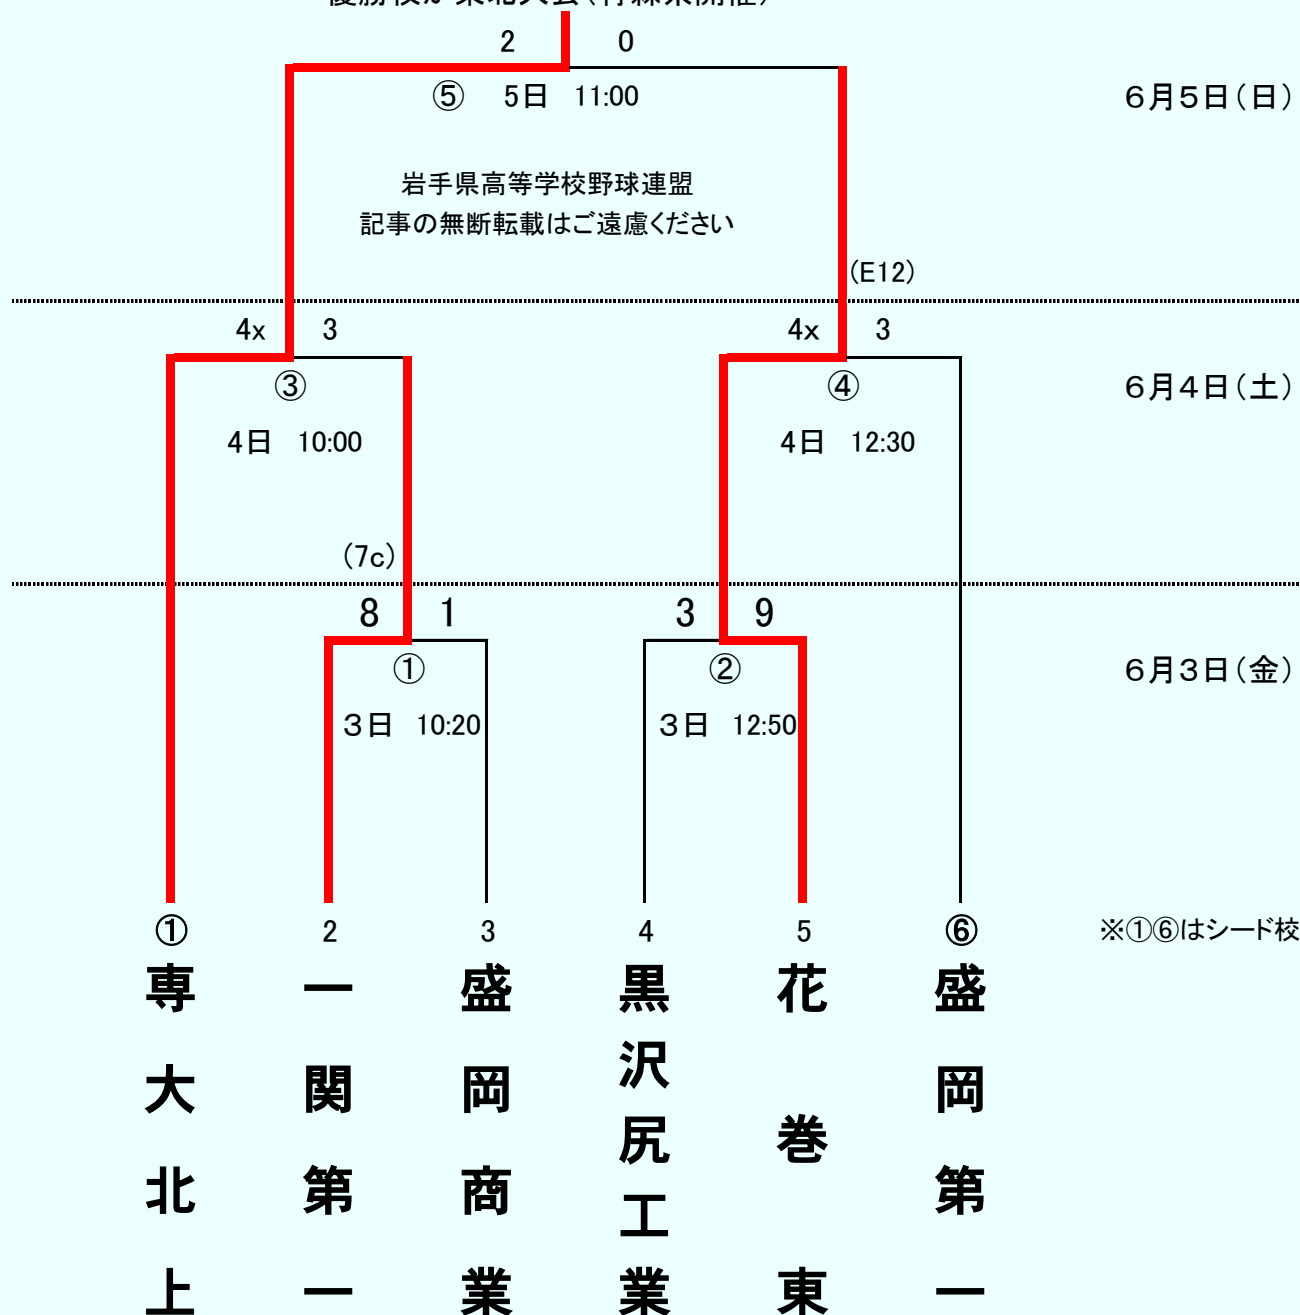 2 0
⑤ 5日 11:00
6月5日(日)
岩手県高等学校野球連盟
記事の無断転載はご遠慮ください
(E12)
4x 3
4x 3
③
④
6月4日(土)
4日 10:00
4日 12:30
(7c)
8 1
3 9
①
②
6月3日(金)
3日 10:20
3日 12:50
① 2 3 4 5 ⑥
※①⑥はシード校
専大北上
一関第一
盛岡商業
黒沢尻工業
花巻東
盛岡第一